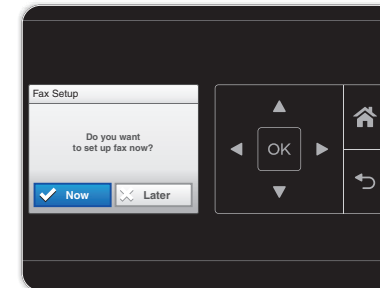 Fax Setup
Do you want
to set up fax now?
Now
Later
OK